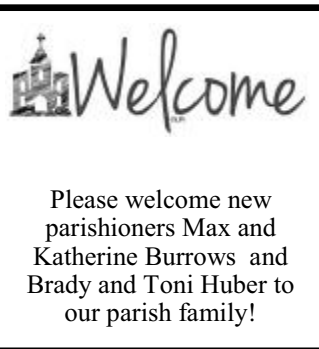 Welcome
Please welcome new
parishioners Max and
Katherine Burrows  and
Brady and Toni Huber to
our parish family!